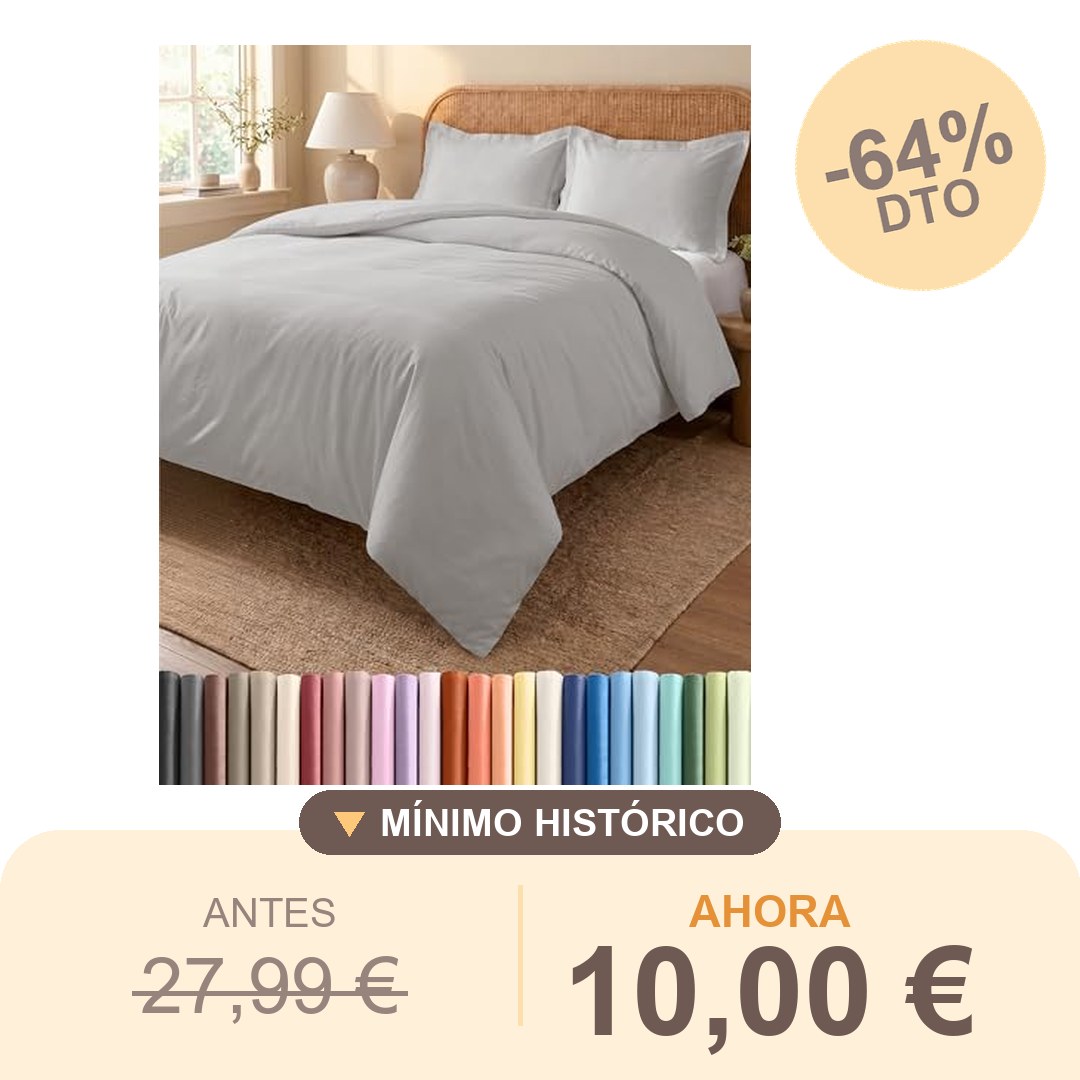 -64%
DTO
MÍNIMO HISTÓRICO
ANTES
27,99 €
AHORA
10,00 €